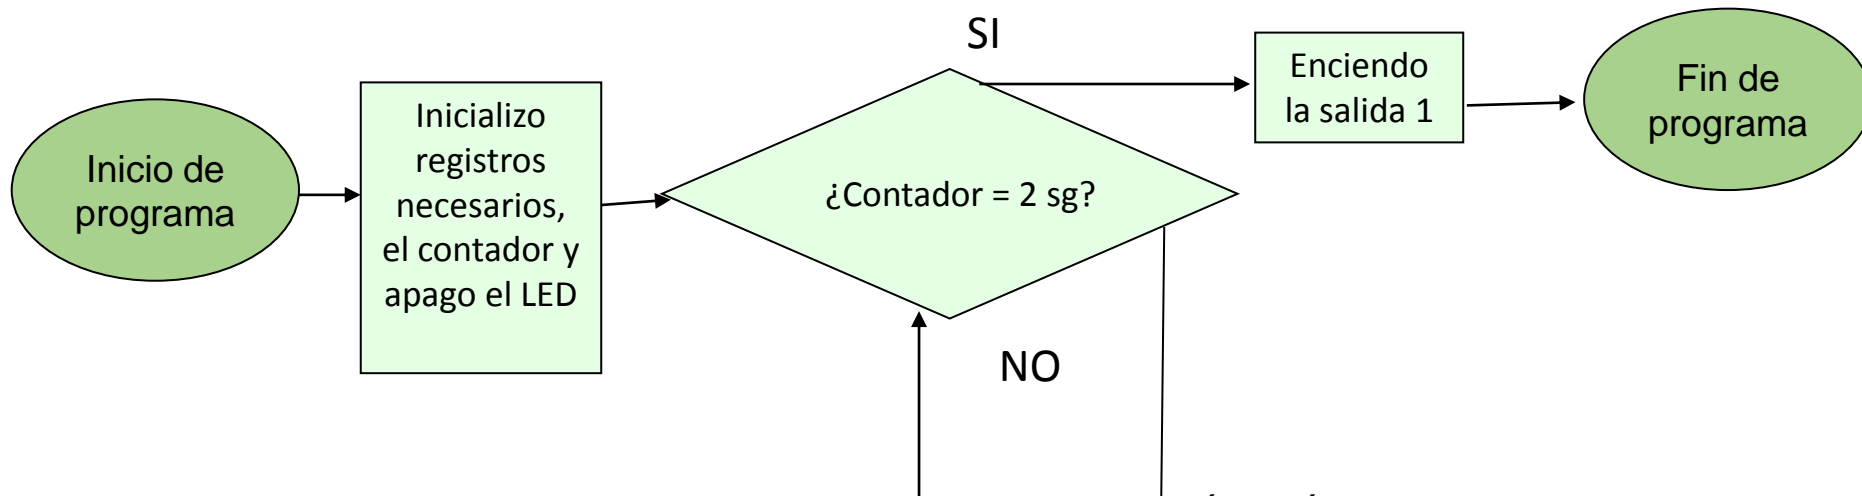 Inicio de
programa
Inicializo
registros
necesarios,
el contador y
apago el LED
¿Contador = 2 sg?
SI
Enciendo
la salida 1
Fin de
programa
NO